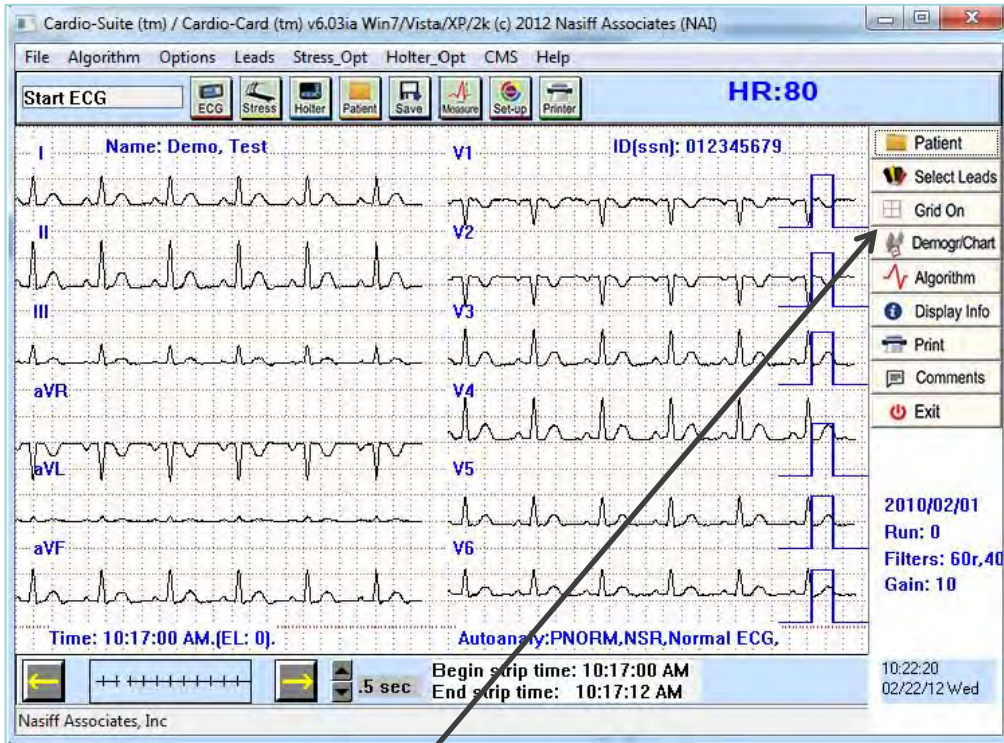 Cardio-Suite (tm) / Cardio-Card (tm) v6.03ia Win7/Vista/XP/2k (c) 2012 Nasiff Associates (NAI)
File Algorithm Options Leads Stress_Opt Holter_Opt CMS Help
Start ECG
ECG Stress Holter Patient Save Measure Set-up Printer
HR:80
I Name: Demo, Test V1 ID(ssn): 012345679
II V2
III V3
aVR V4
aVL V5
aVF V6
Time: 10:17:00 AM.(EL: 0). Autoanaly:PNORM,NSR,Normal ECG,
Patient
Select Leads
Grid On
Demogr/Chart
Algorithm
Display Info
Print
Comments
Exit
2010/02/01
Run: 0
Filters: 60r,40
Gain: 10
.5 sec
Begin strip time: 10:17:00 AM
End strip time: 10:17:12 AM
10:22:20
02/22/12 Wed
Nasiff Associates, Inc